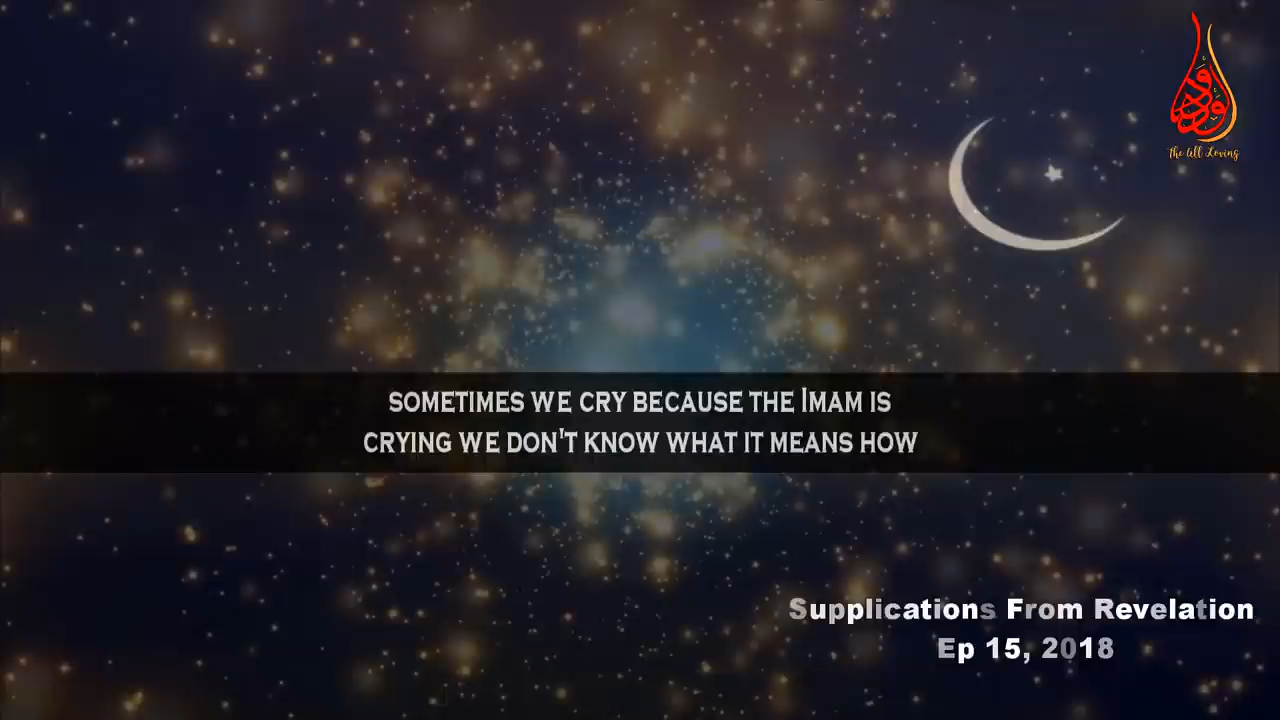 الودود
The All Loving
SOMETIMES WE CRY BECAUSE THE IMAM IS
CRYING WE DON'T KNOW WHAT IT MEANS HOW
Supplications From Revelation
Ep 15, 2018